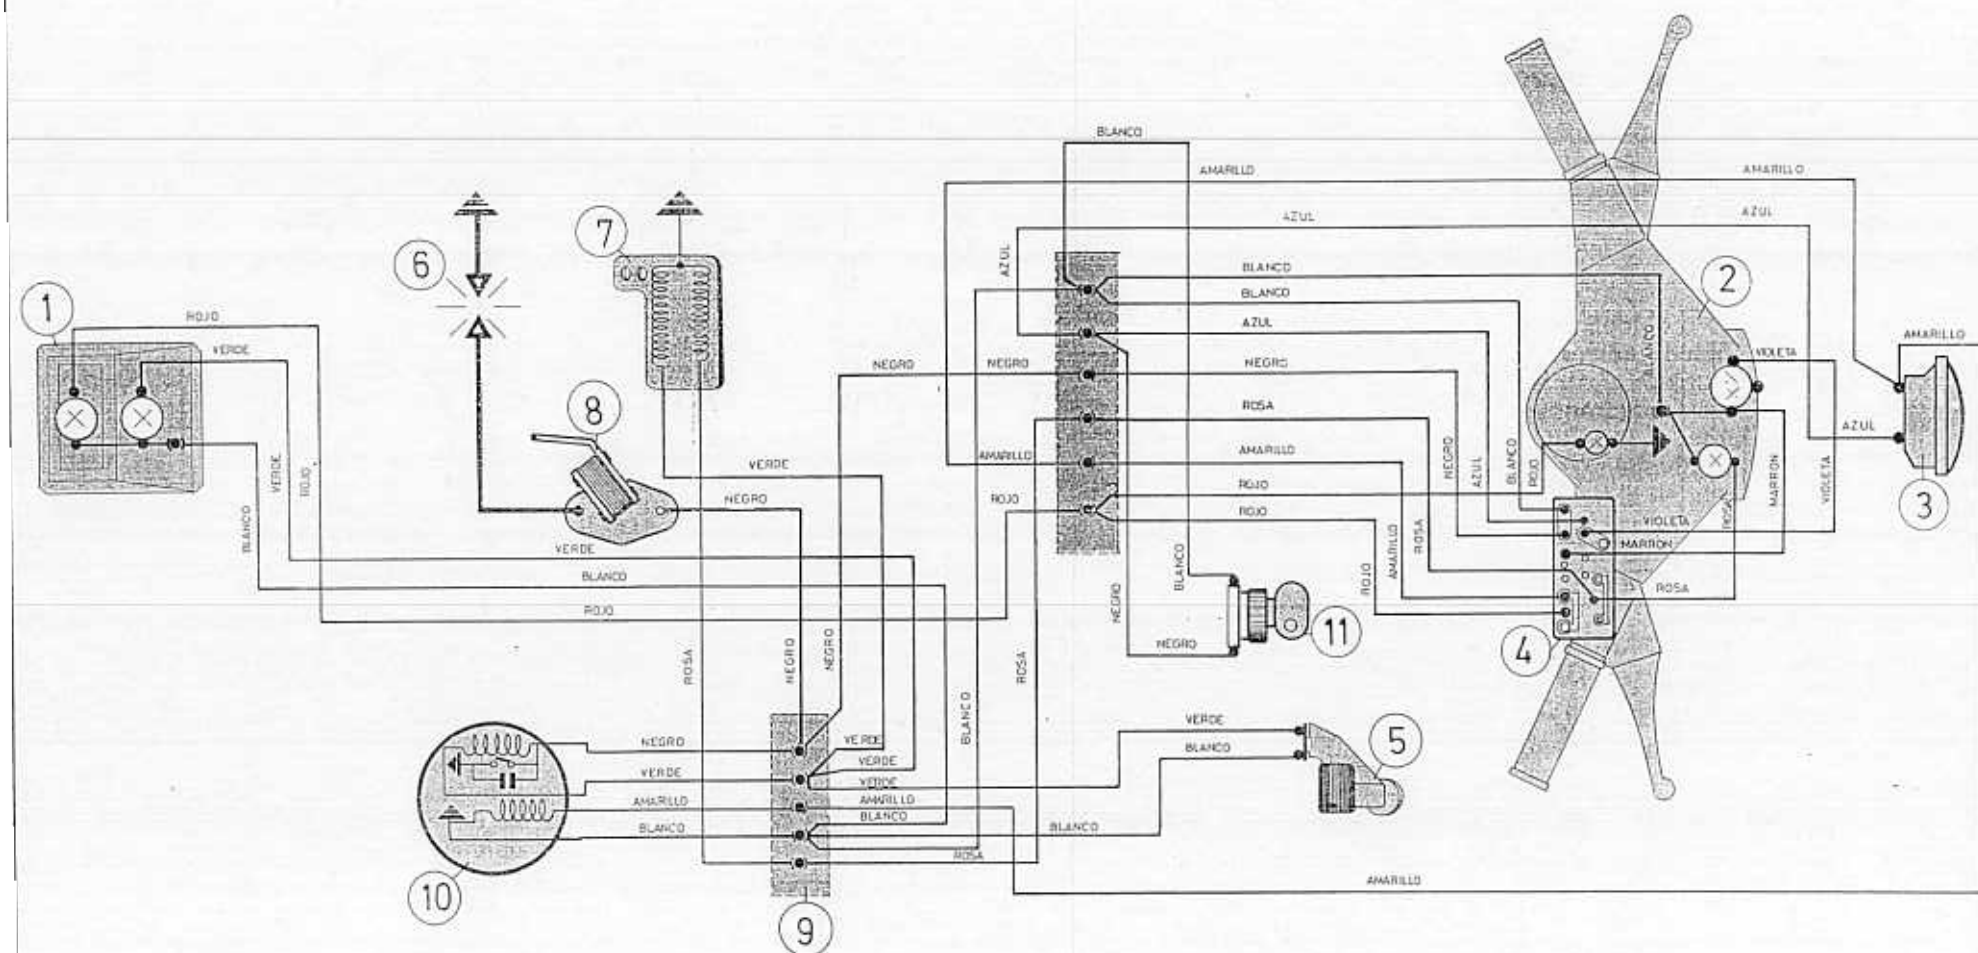 BLANCO
AMARILLO
AMARILLO
AZUL
AZUL
AZUL
7
6
BLANCO
2
1
BLANCO
ROJO
AZUL
BLANCO
AMARILLO
VERDE
VIOLETA
NEGRO
NEGRO
NEGRO
8
ROSA
AZUL
3
VERDE
AMARILLO
AMARILLO
NEGRO
AZUL
BLANCO
ROJO
MARRON
VIOLETA
VERDE
ROJO
NEGRO
ROJO
ROJO
ROJO
BLANCO
VIOLETA
ROSA
VERDE
MARRON
BLANCO
BLANCO
AMARILLO
ROSA
ROSA
ROJO
ROJO
NEGRO
11
4
NEGRO
ROSA
NEGRO
NEGRO
ROSA
BLANCO
VERDE
5
NEGRO
VERDE
BLANCO
VERDE
VERDE
VERDE
AMARILLO
AMARILLO
BLANCO
BLANCO
BLANCO
ROSA
AMARILLO
10
9